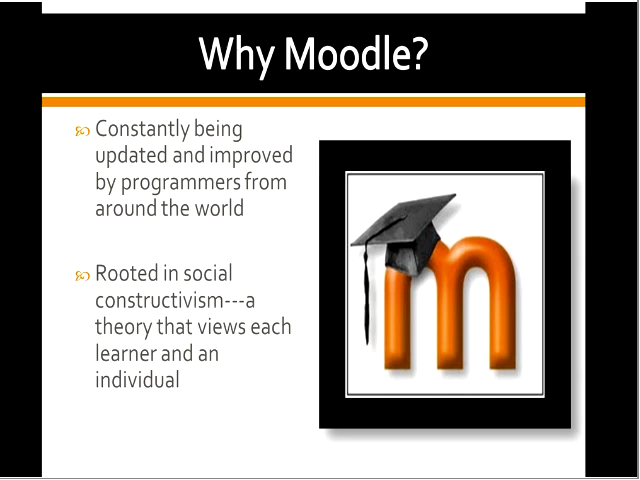 Why Moodle?
Constantly being
updated and improved
by programmers from
around the world
Rooted in social
constructivism---a
theory that views each
learner and an
individual
m